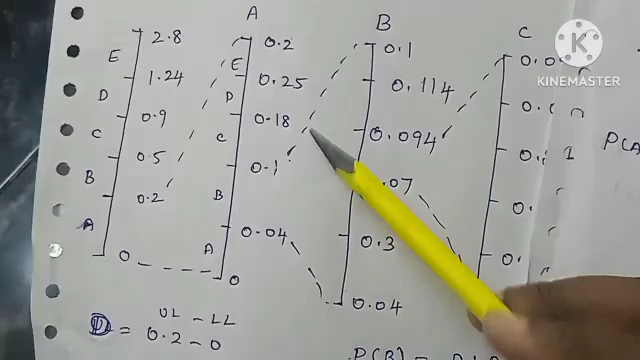 A
B
C
2.8
E
1.24
D
0.9
C
0.5
B
0.2
A
0
0.2
E
0.25
D
0.18
C
0.1
B
0.04
A
0
0.1
0.114
0.094
0.3
0.04
KINEMASTER
P(A
UL - LL
D = 0.2 - 0